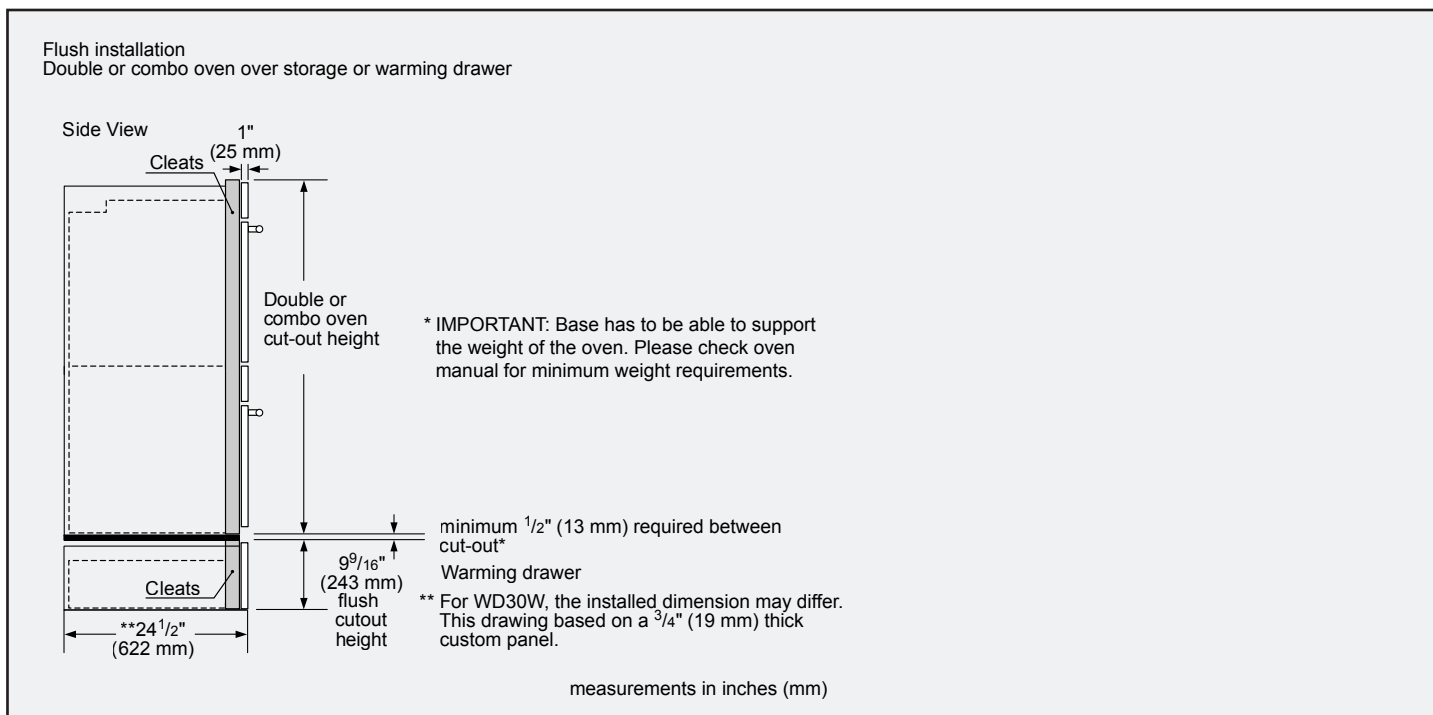 Flush installation
Double or combo oven over storage or warming drawer
Side View
1"
(25 mm)
Cleats
Double or
combo oven
cut-out height
* IMPORTANT: Base has to be able to support
the weight of the oven. Please check oven
manual for minimum weight requirements.
minimum 1/2" (13 mm) required between
cut-out*
9 9/16"
(243 mm)
flush
cutout
height
Warming drawer
Cleats
** For WD30W, the installed dimension may differ.
This drawing based on a 3/4" (19 mm) thick
custom panel.
**24 1/2"
(622 mm)
measurements in inches (mm)